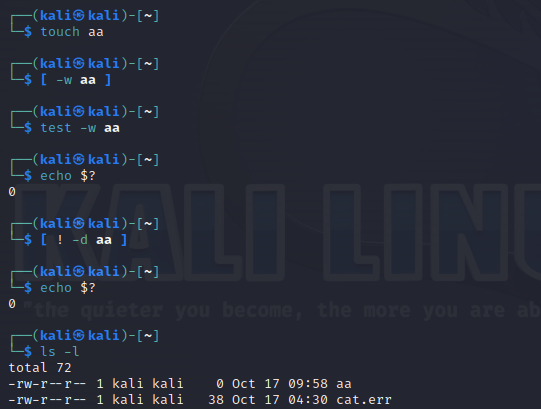 ┌──(kali㉿kali)-[~]
└─$ touch aa
┌──(kali㉿kali)-[~]
└─$ [ -w aa ]
┌──(kali㉿kali)-[~]
└─$ test -w aa
┌──(kali㉿kali)-[~]
└─$ echo $?
0
┌──(kali㉿kali)-[~]
└─$ [ ! -d aa ]
┌──(kali㉿kali)-[~]
└─$ echo $?
0
KALI LINU
"the quieter you become, the more you are ab
┌──(kali㉿kali)-[~]
└─$ ls -l
total 72
-rw-r--r-- 1 kali kali    0 Oct 17 09:58 aa
-rw-r--r-- 1 kali kali   38 Oct 17 04:30 cat.err